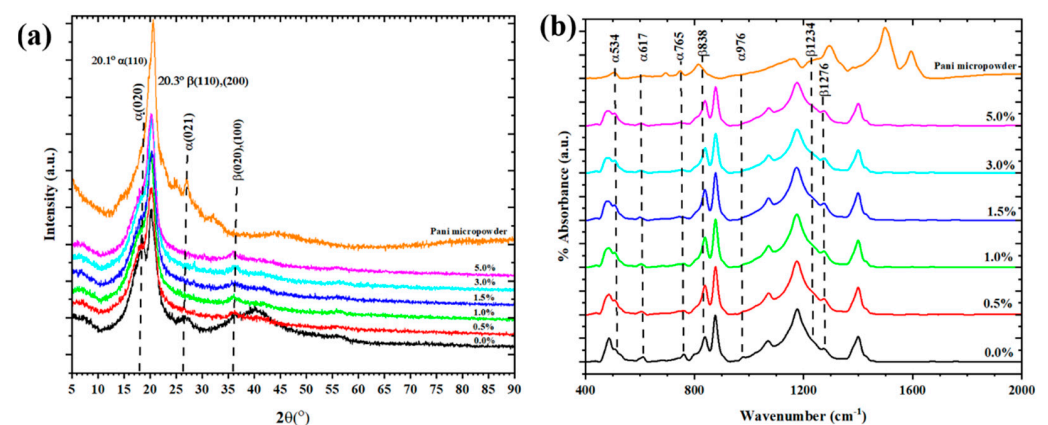 (a)
20.1° α(110)
α(020)
20.3° β(110),(200)
α(021)
β(020),(100)
Pani micropowder
5.0%
3.0%
1.5%
1.0%
0.5%
0.0%
Intensity (a.u.)
5 10 15 20 25 30 35 40 45 50 55 60 65 70 75 80 85 90
2θ(°)
(b)
α534
α617
α765
β838
α976
β1234
β1276
Pani micropowder
5.0%
3.0%
1.5%
1.0%
0.5%
0.0%
% Absorbance (a.u.)
400 800 1200 1600 2000
Wavenumber (cm⁻¹)